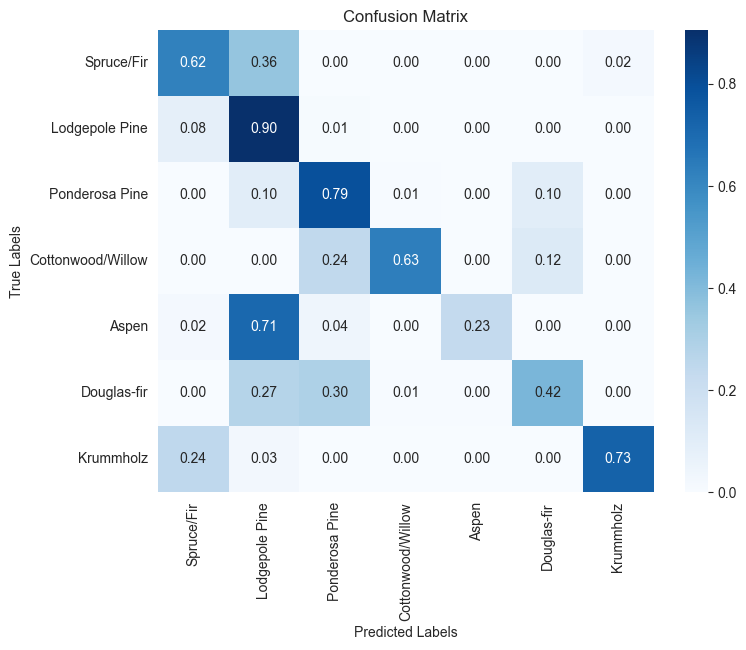 Confusion Matrix
Spruce/Fir 0.62 0.36 0.00 0.00 0.00 0.00 0.02
Lodgepole Pine 0.08 0.90 0.01 0.00 0.00 0.00 0.00
Ponderosa Pine 0.00 0.10 0.79 0.01 0.00 0.10 0.00
Cottonwood/Willow 0.00 0.00 0.24 0.63 0.00 0.12 0.00
Aspen 0.02 0.71 0.04 0.00 0.23 0.00 0.00
Douglas-fir 0.00 0.27 0.30 0.01 0.00 0.42 0.00
Krummholz 0.24 0.03 0.00 0.00 0.00 0.00 0.73
True Labels
Spruce/Fir
Lodgepole Pine
Ponderosa Pine
Cottonwood/Willow
Aspen
Douglas-fir
Krummholz
Predicted Labels
0.8
0.6
0.4
0.2
0.0